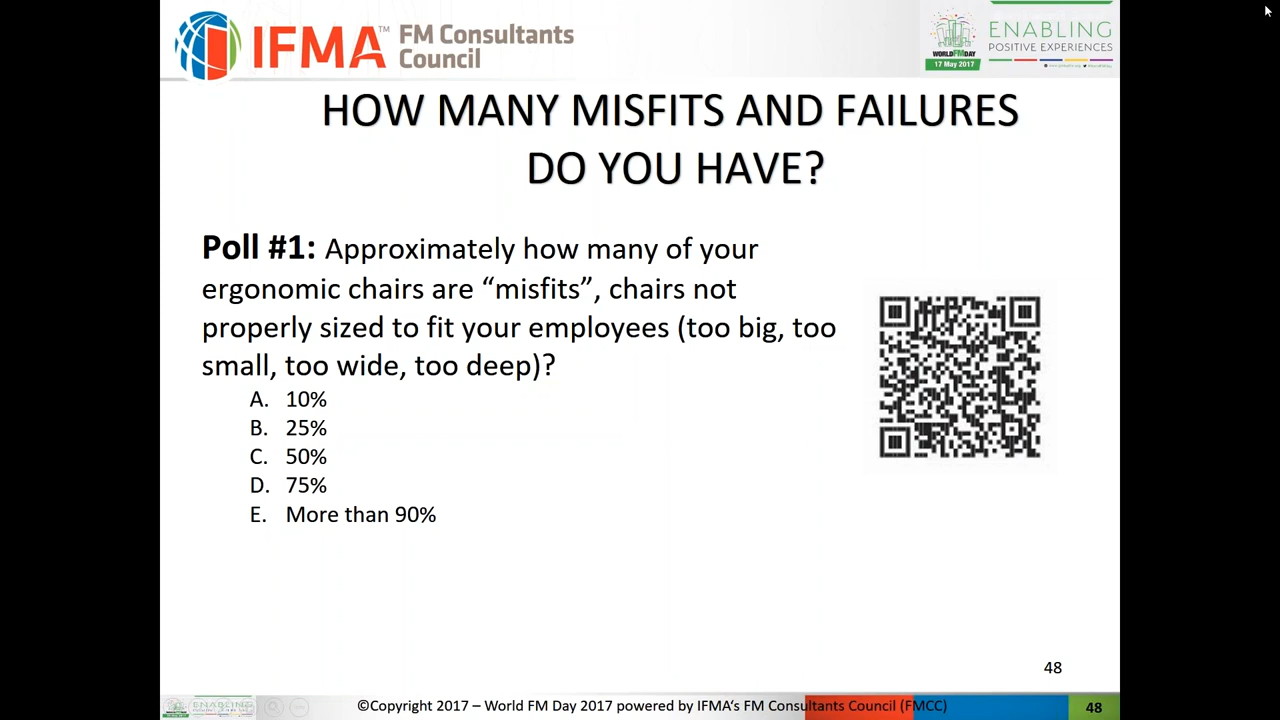 IFMA™ FM Consultants
Council
WORLD FM DAY
17 May 2017
ENABLING
POSITIVE EXPERIENCES
HOW MANY MISFITS AND FAILURES
DO YOU HAVE?
Poll #1: Approximately how many of your
ergonomic chairs are “misfits”, chairs not
properly sized to fit your employees (too big, too
small, too wide, too deep)?
A. 10%
B. 25%
C. 50%
D. 75%
E. More than 90%
48
ENABLING
©Copyright 2017 – World FM Day 2017 powered by IFMA‘s FM Consultants Council (FMCC)
48